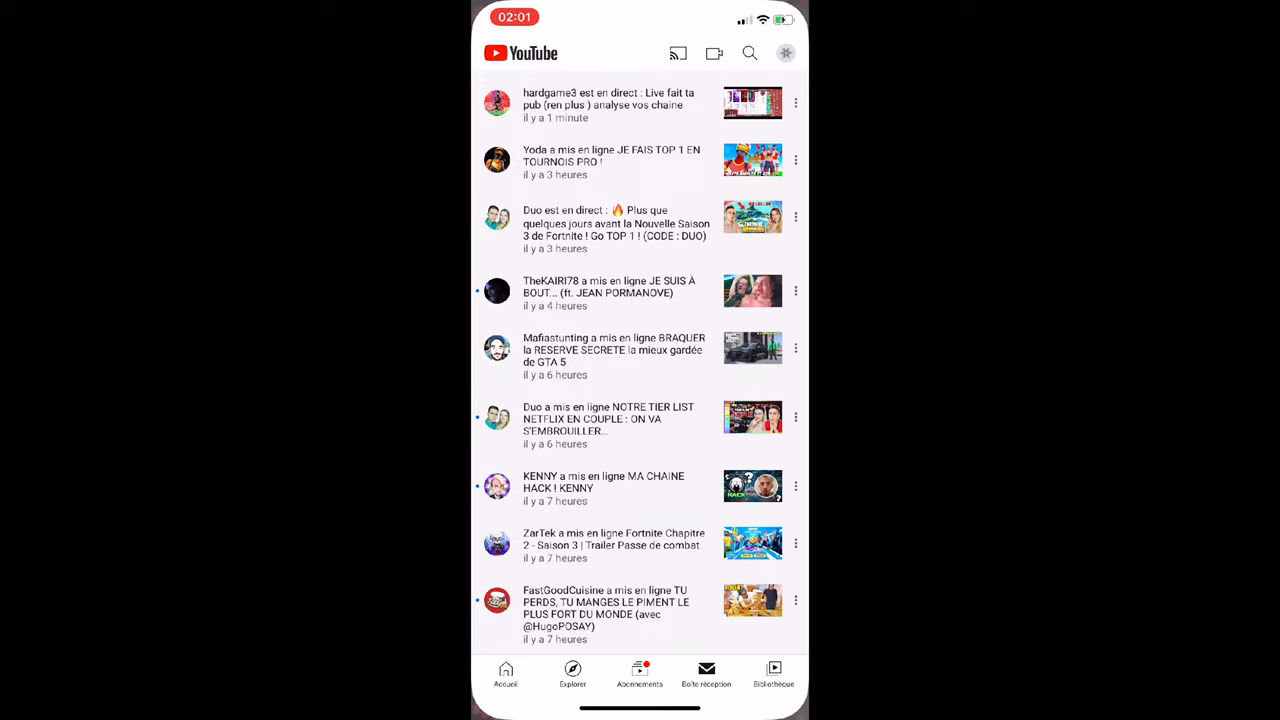 02:01
YouTube
hardgame3 est en direct : Live fait ta
pub (ren plus ) analyse vos chaine
il y a 1 minute
Yoda a mis en ligne JE FAIS TOP 1 EN
TOURNOIS PRO !
il y a 3 heures
Duo est en direct : 🔥 Plus que
quelques jours avant la Nouvelle Saison
3 de Fortnite ! Go TOP 1 ! (CODE : DUO)
il y a 3 heures
TheKAIRI78 a mis en ligne JE SUIS À
BOUT... (ft. JEAN PORMANOVE)
il y a 4 heures
Mafiastunting a mis en ligne BRAQUER
la RESERVE SECRETE la mieux gardée
de GTA 5
il y a 6 heures
Duo a mis en ligne NOTRE TIER LIST
NETFLIX EN COUPLE : ON VA
S'EMBROUILLER...
il y a 6 heures
KENNY a mis en ligne MA CHAINE
HACK ! KENNY
il y a 7 heures
HACK
ZarTek a mis en ligne Fortnite Chapitre
2 - Saison 3 | Trailer Passe de combat
il y a 7 heures
FastGoodCuisine a mis en ligne TU
PERDS, TU MANGES LE PIMENT LE
PLUS FORT DU MONDE (avec
@HugoPOSAY)
il y a 7 heures
Accueil
Explorer
Abonnements
Boîte réception
Bibliothèque